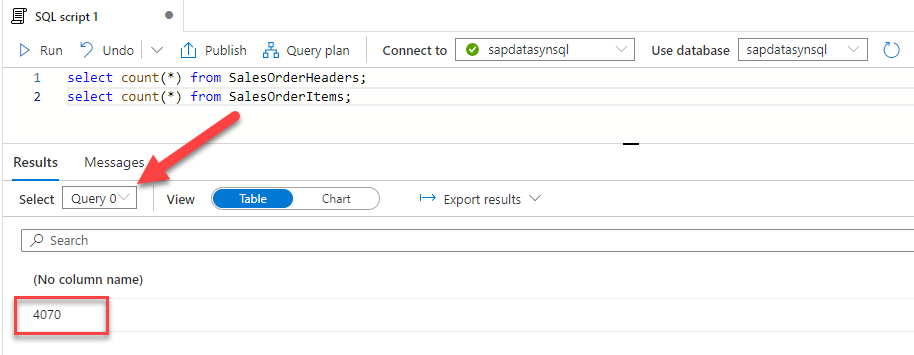 SQL script 1
Run Undo Publish Query plan Connect to sapdatasynsql Use database sapdatasynsql
1 select count(*) from SalesOrderHeaders;
2 select count(*) from SalesOrderItems;
Results Messages
Select Query 0 View Table Chart Export results
Search
(No column name)
4070